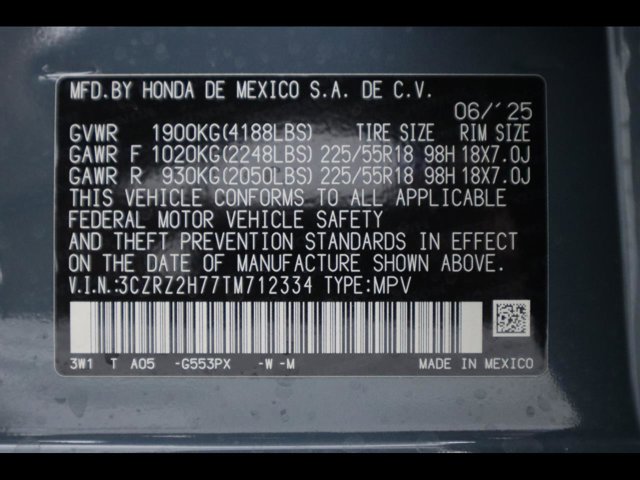 MFD.BY HONDA DE MEXICO S.A. DE C.V.
06/'25
GVWR 1900KG(4188LBS) TIRE SIZE RIM SIZE
GAWR F 1020KG(2248LBS) 225/55R18 98H 18X7.0J
GAWR R 930KG(2050LBS) 225/55R18 98H 18X7.0J
THIS VEHICLE CONFORMS TO ALL APPLICABLE
FEDERAL MOTOR VEHICLE SAFETY
AND THEFT PREVENTION STANDARDS IN EFFECT
ON THE DATE OF MANUFACTURE SHOWN ABOVE.
V.I.N.:3CZRZ2H77TM712334 TYPE:MPV
3W1 T A05 -G553PX -W -M MADE IN MEXICO